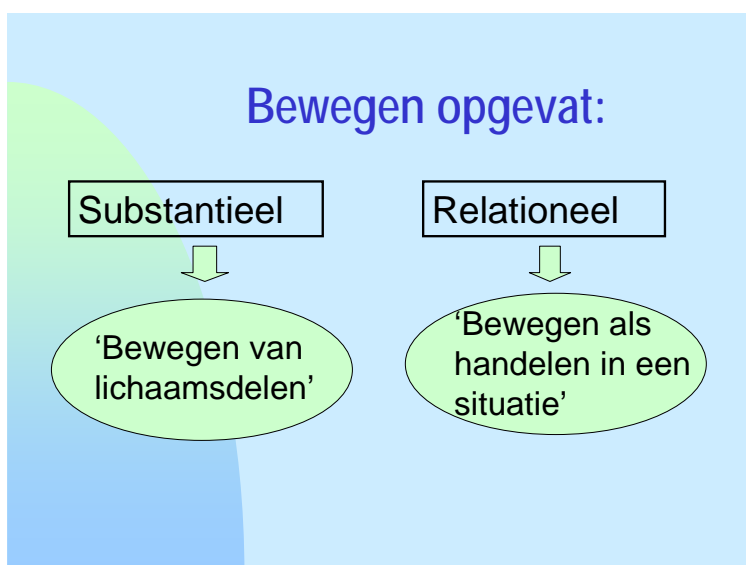 Bewegen opgevat:
Substantieel
Relationeel
‘Bewegen van
lichaamsdelen’
‘Bewegen als
handelen in een
situatie’